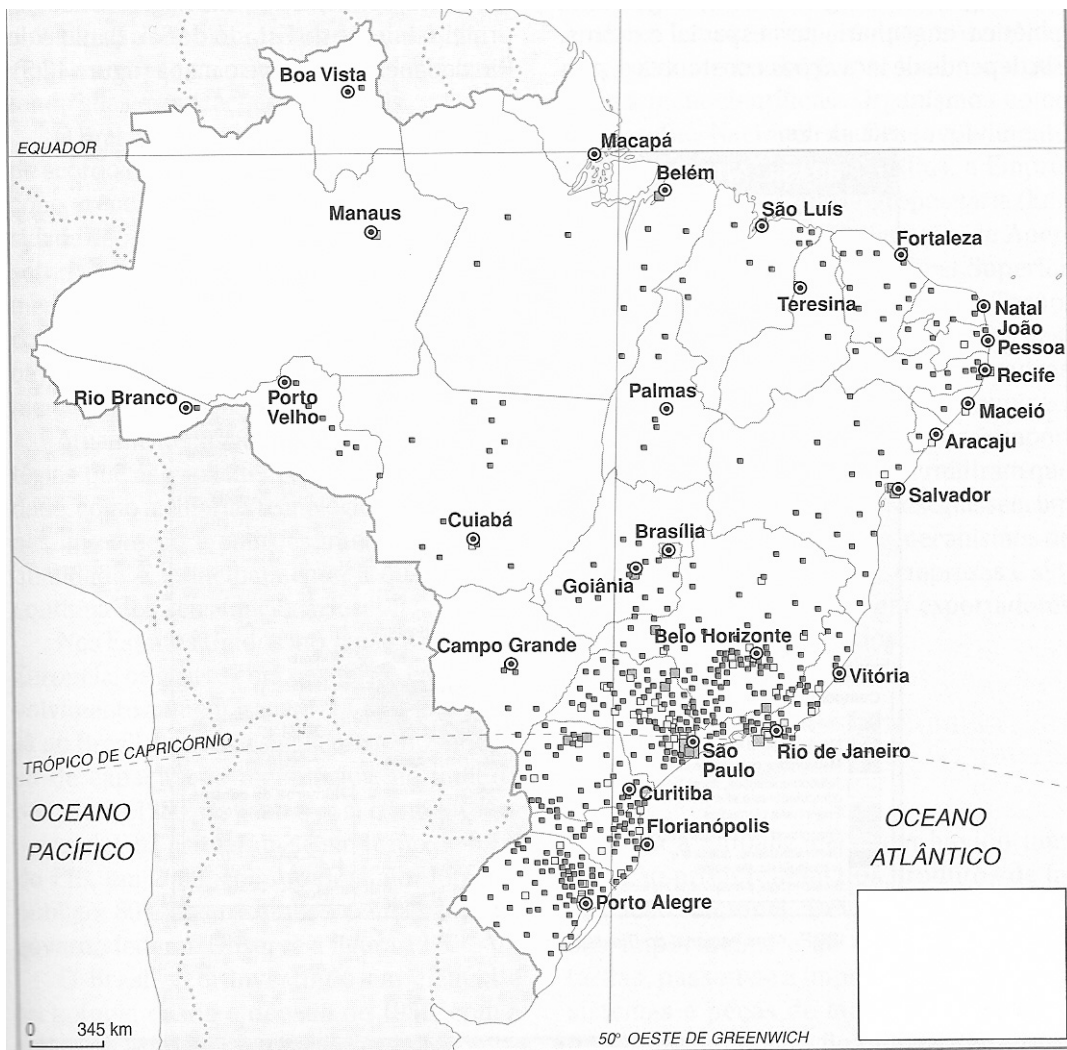 Boa Vista
EQUADOR
Macapá
Belém
Manaus
São Luís
Fortaleza
Teresina
Natal
João
Pessoa
Recife
Rio Branco
Porto
Velho
Palmas
Maceió
Aracaju
Salvador
Cuiabá
Brasília
Goiânia
Campo Grande
Belo Horizonte
Vitória
TRÓPICO DE CAPRICÓRNIO
São
Paulo
Rio de Janeiro
Curitiba
OCEANO
PACÍFICO
Florianópolis
OCEANO
ATLÂNTICO
Porto Alegre
0 345 km
50° OESTE DE GREENWICH